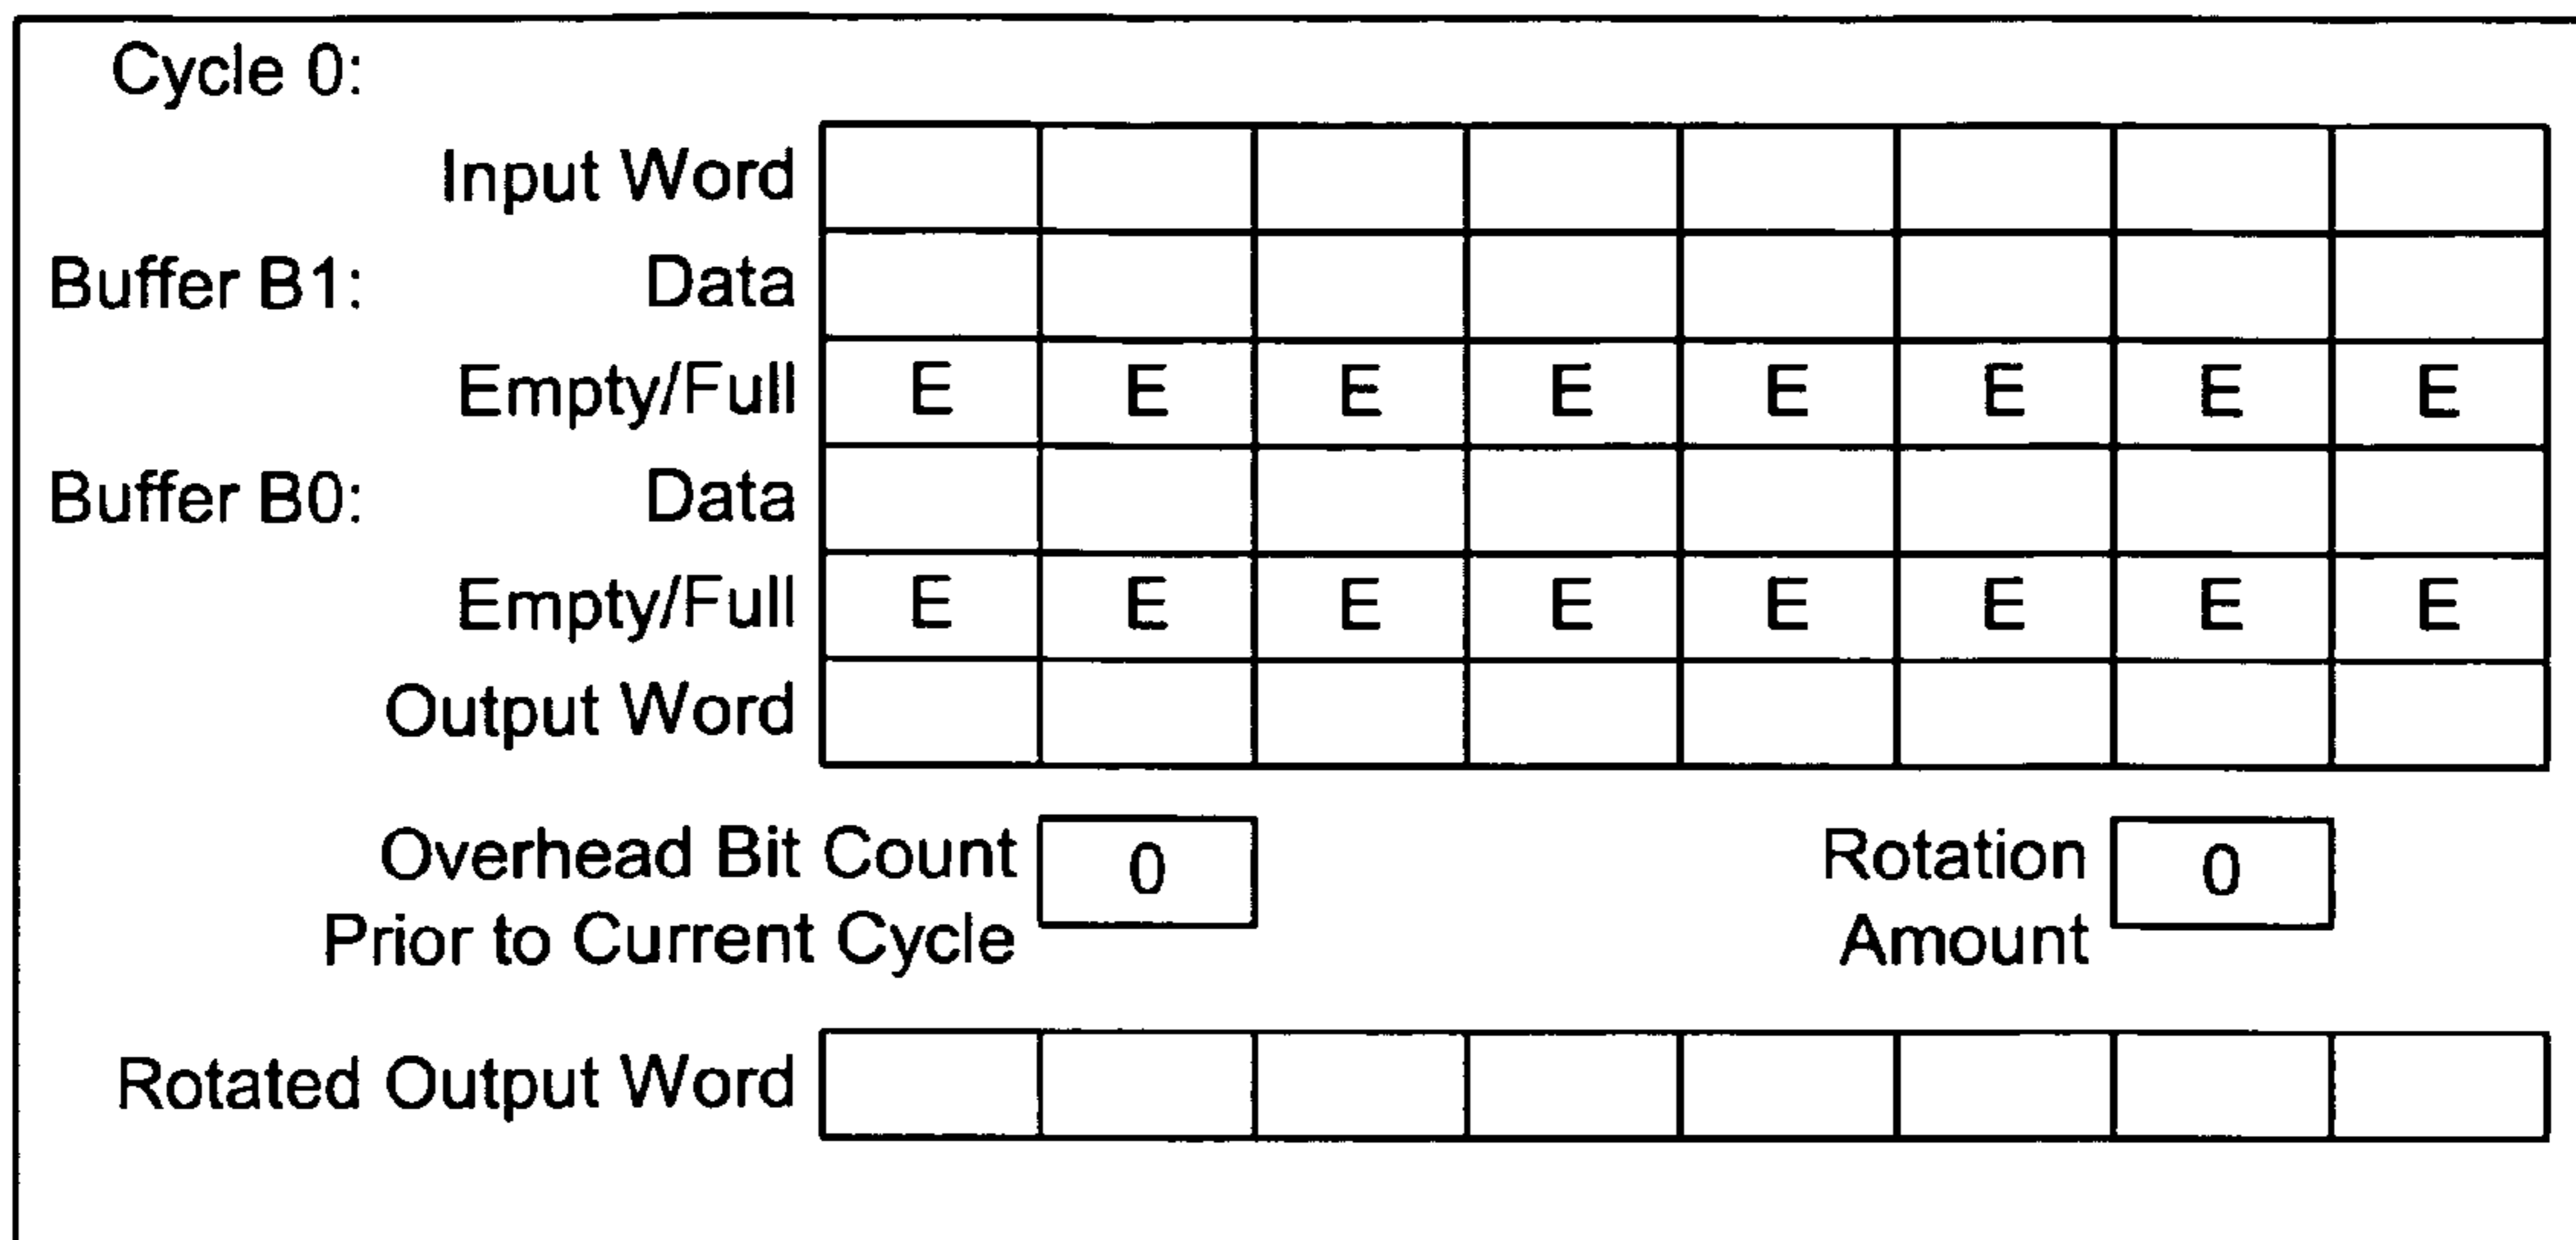 Cycle 0:
Input Word
Buffer B1: Data
Empty/Full E E E E E E E E
Buffer B0: Data
Empty/Full E E E E E E E E
Output Word
Overhead Bit Count 0 Rotation 0
Prior to Current Cycle Amount
Rotated Output Word